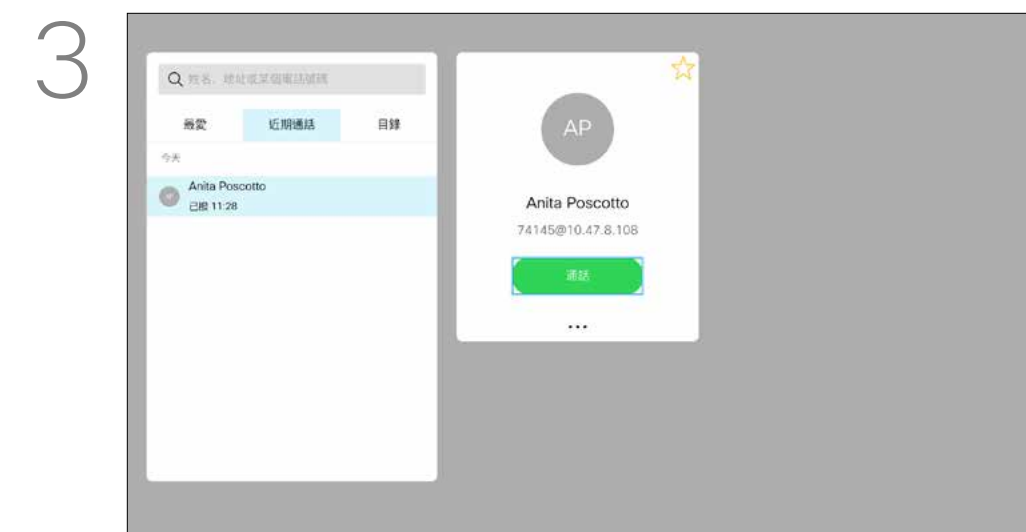 3
姓名、地址或某個電話號碼
最愛
近期通話
目錄
今天
Anita Poscotto
已撥 11:28
AP
Anita Poscotto
74145@10.47.8.108
通話